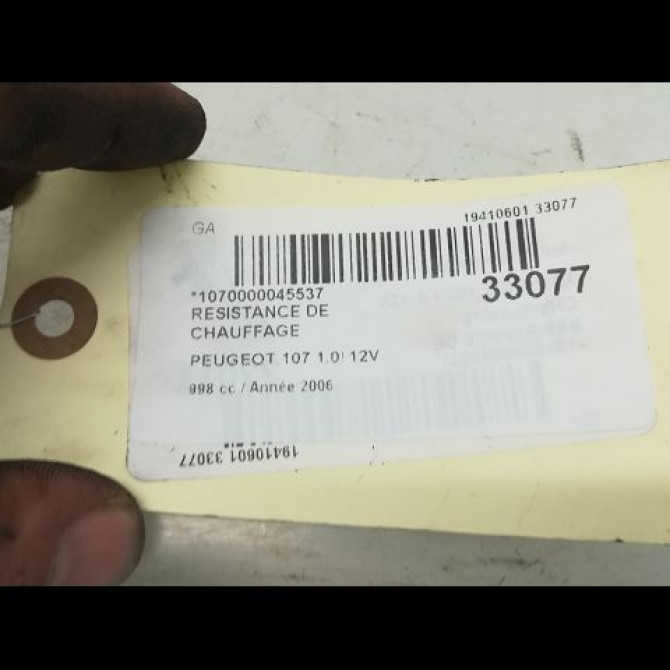 GA
19410601 33077
*1070000045537
33077
RESISTANCE DE
CHAUFFAGE
PEUGEOT 107 1.0i 12V
998 cc / Année 2006
19410601 33077